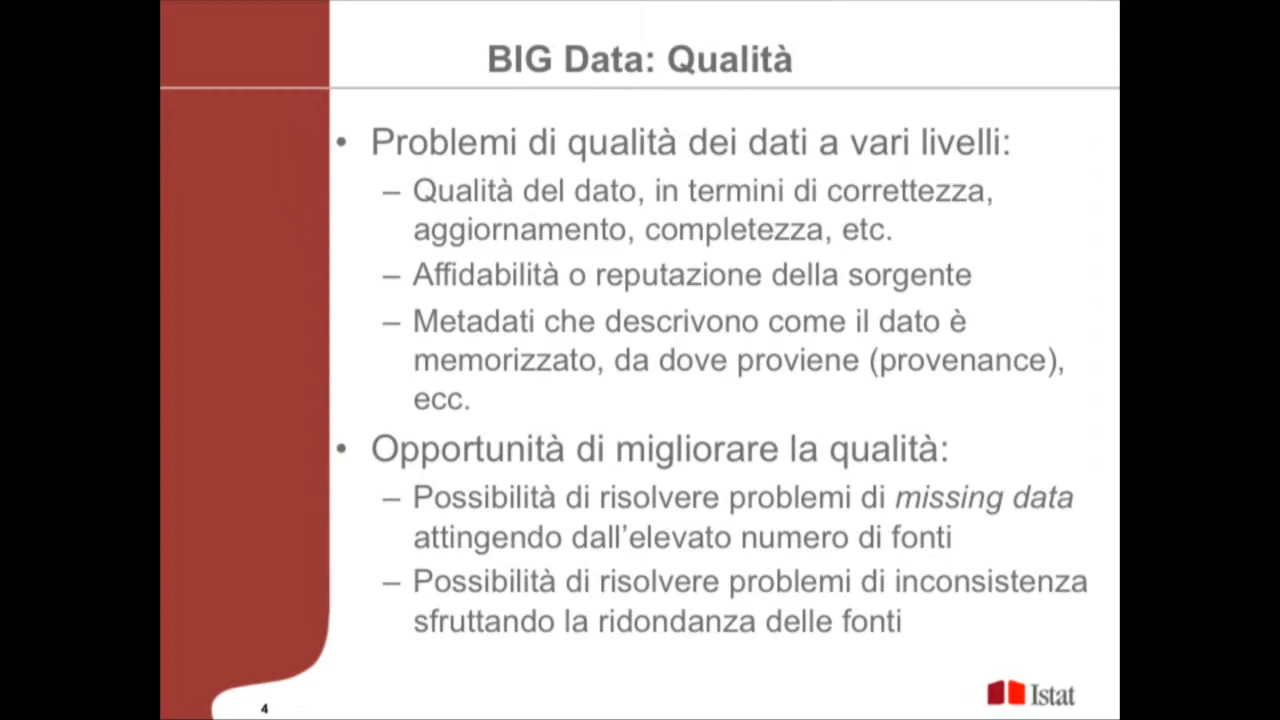 BIG Data: Qualità
• Problemi di qualità dei dati a vari livelli:
– Qualità del dato, in termini di correttezza,
aggiornamento, completezza, etc.
– Affidabilità o reputazione della sorgente
– Metadati che descrivono come il dato è
memorizzato, da dove proviene (provenance),
ecc.
• Opportunità di migliorare la qualità:
– Possibilità di risolvere problemi di missing data
attingendo dall’elevato numero di fonti
– Possibilità di risolvere problemi di inconsistenza
sfruttando la ridondanza delle fonti
4
Istat